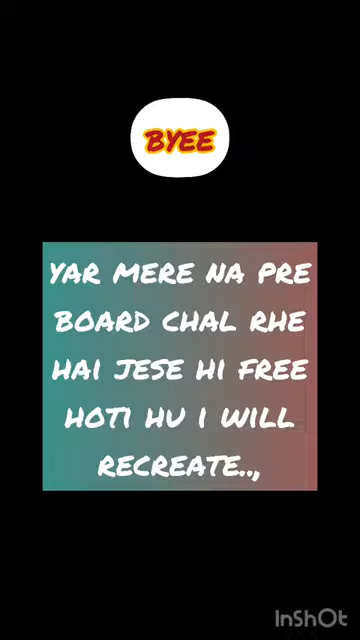 BYEE
YAR MERE NA PRE
BOARD CHAL RHE
HAI JESE HI FREE
HOTI HU I WILL
RECREATE..,
InShOt